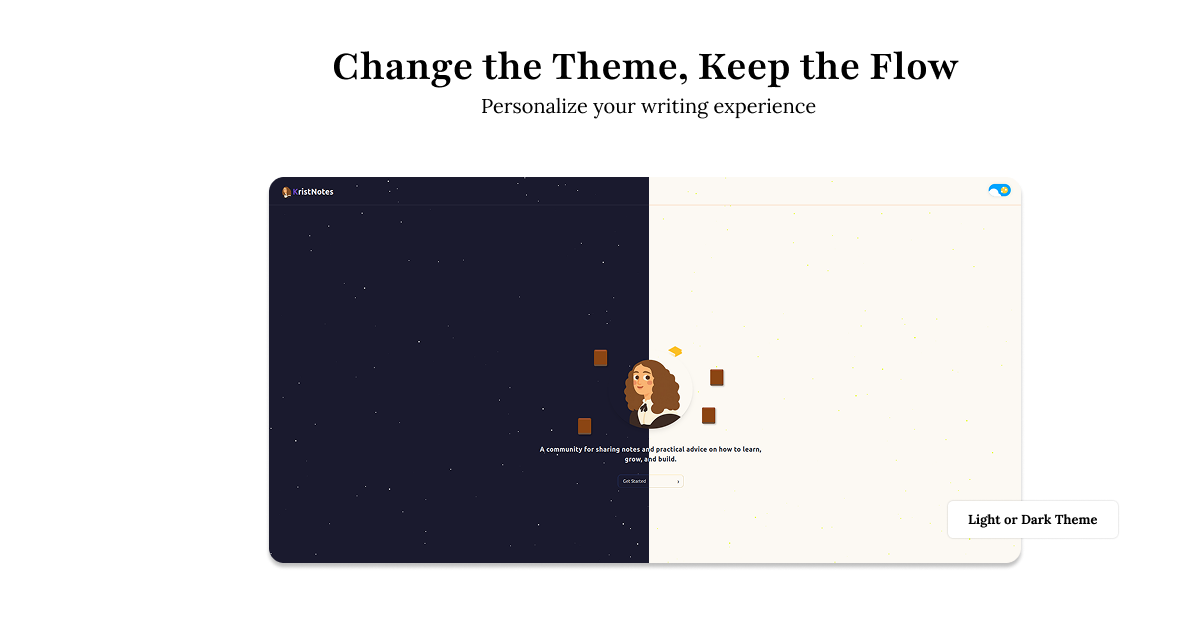 Change the Theme, Keep the Flow
Personalize your writing experience
KristNotes
A community for sharing notes and practical advice on how to learn,
grow, and build.
Get Started
Light or Dark Theme